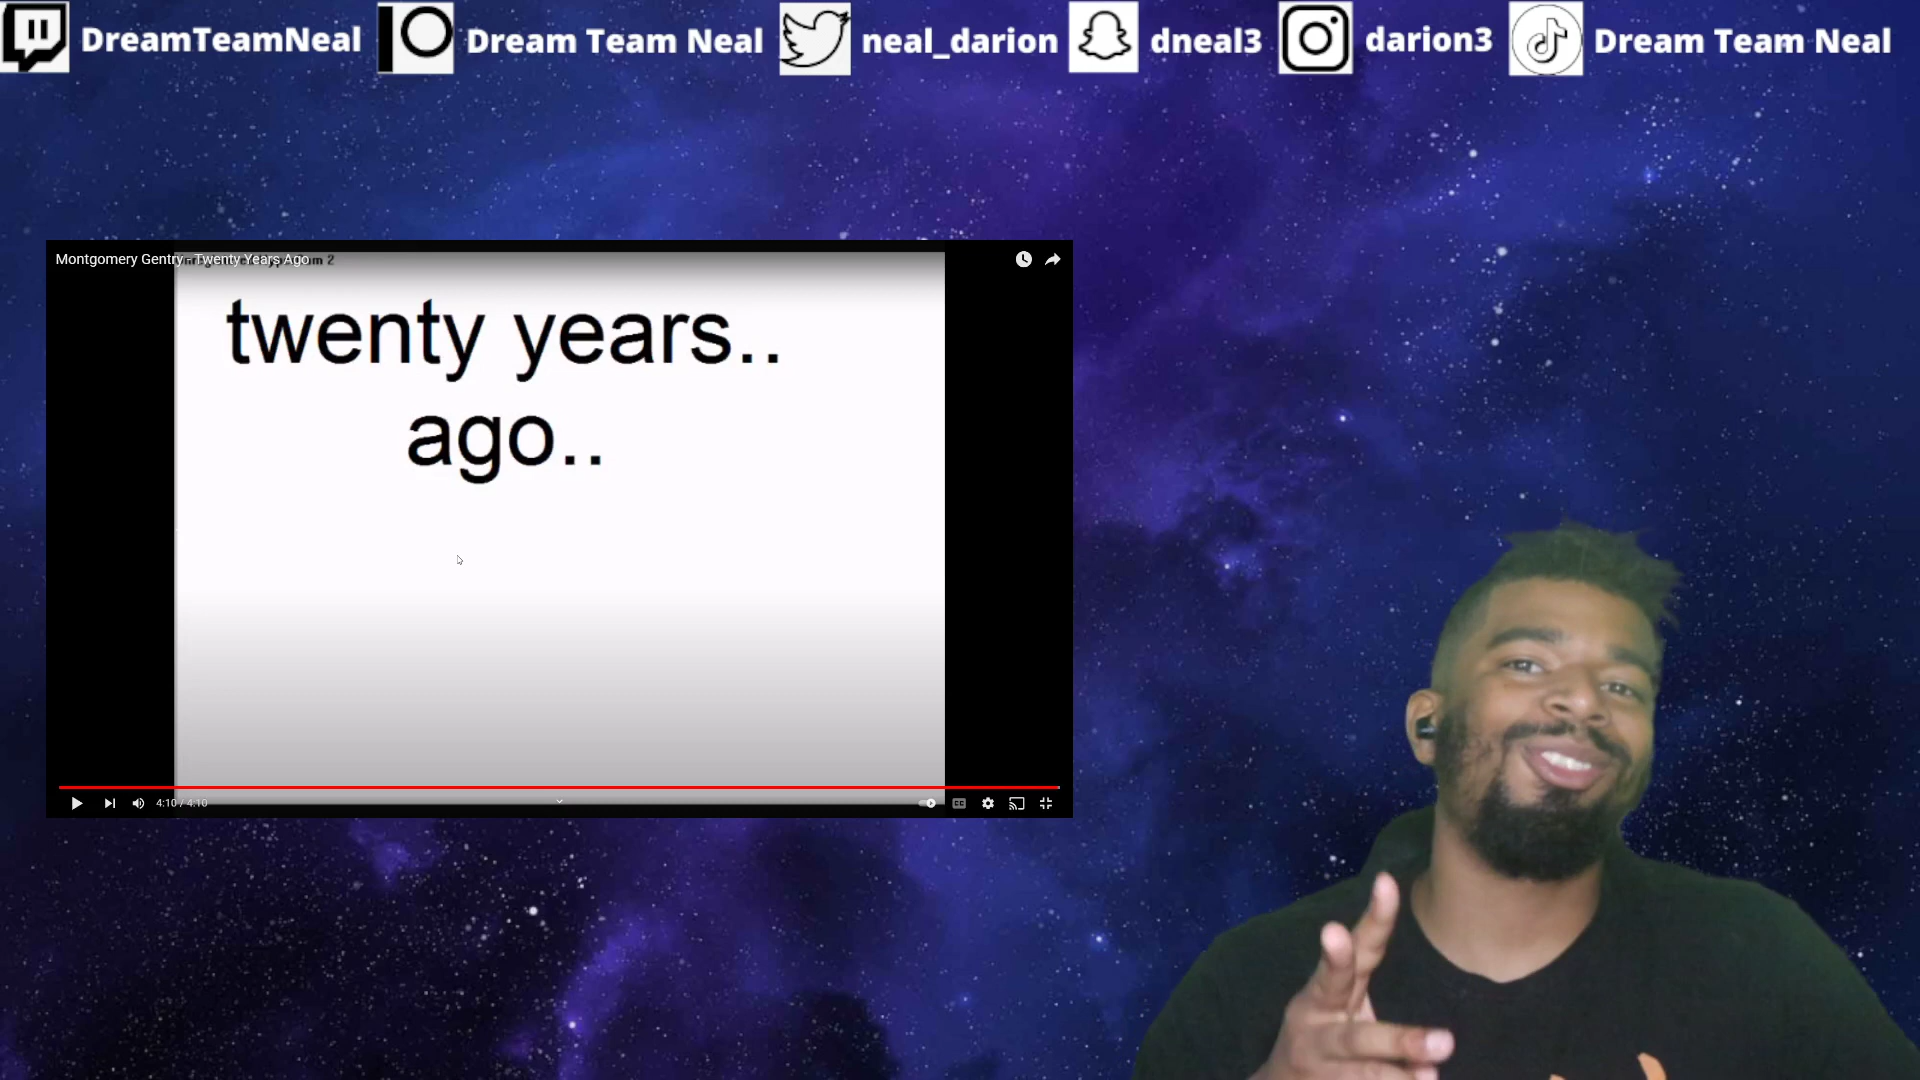 DreamTeamNeal
Dream Team Neal
neal_darion
dneal3
darion3
Dream Team Neal
Montgomery Gentry - Twenty Years Ago
twenty years..
ago..
4:10 / 4:10
CC